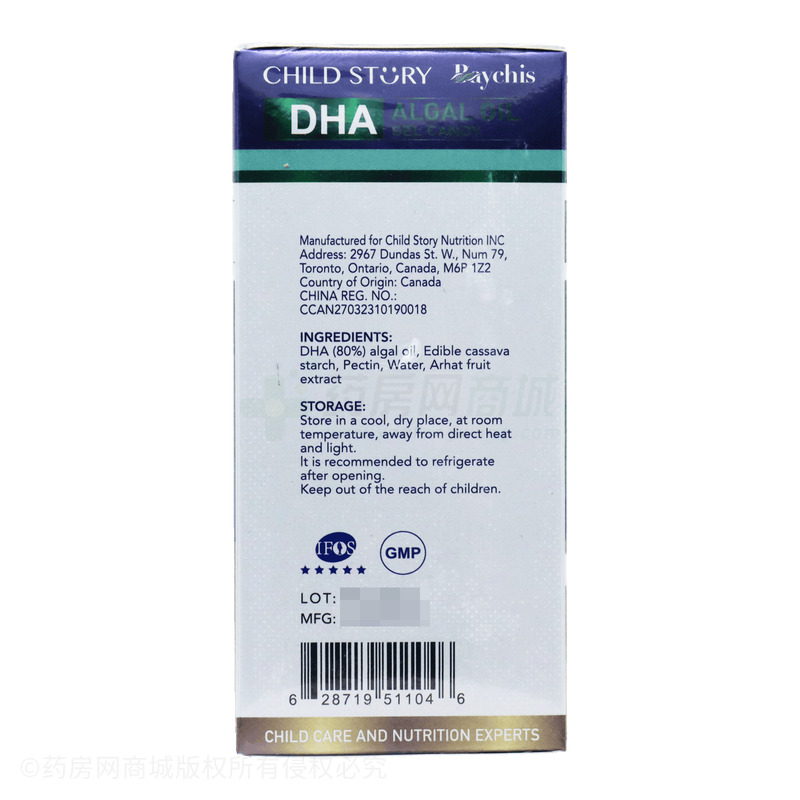 CHILD STORY Baychis
DHA ALGAL OIL
GEL CANDY
Manufactured for Child Story Nutrition INC
Address: 2967 Dundas St. W., Num 79,
Toronto, Ontario, Canada, M6P 1Z2
Country of Origin: Canada
CHINA REG. NO.:
CCAN27032310190018
INGREDIENTS:
DHA (80%) algal oil, Edible cassava
starch, Pectin, Water, Arhat fruit
extract
STORAGE:
Store in a cool, dry place, at room
temperature, away from direct heat
and light.
It is recommended to refrigerate
after opening.
Keep out of the reach of children.
IFOS GMP
LOT:
MFG:
6 28719 51104 6
CHILD CARE AND NUTRITION EXPERTS
药房网商城
©药房网商城版权所有侵权必究